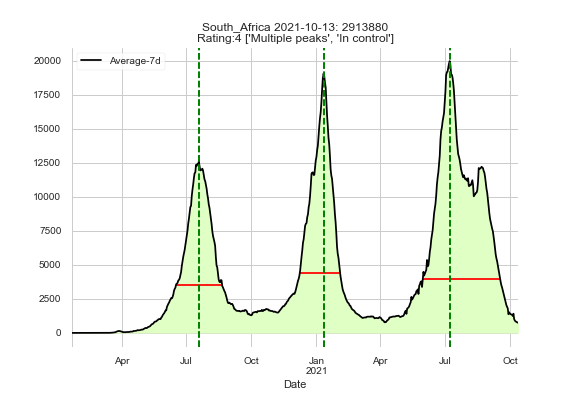 South_Africa 2021-10-13: 2913880
Rating:4 ['Multiple peaks', 'In control']
Average-7d
20000
17500
15000
12500
10000
7500
5000
2500
0
Apr Jul Oct Jan Apr Jul Oct
2021
Date